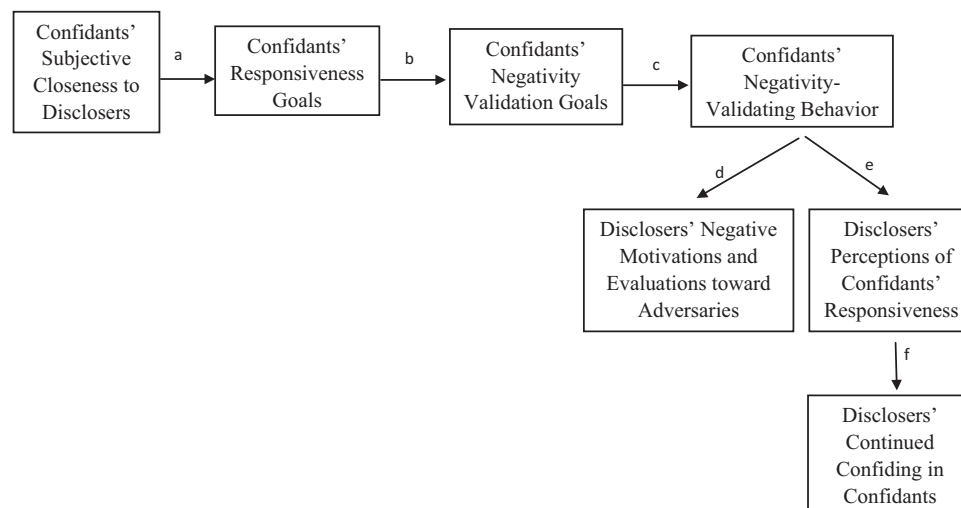 Confidants'
Subjective
Closeness to
Disclosers
a
Confidants'
Responsiveness
Goals
b
Confidants'
Negativity
Validation Goals
c
Confidants'
Negativity-
Validating Behavior
d
e
Disclosers' Negative
Motivations and
Evaluations toward
Adversaries
Disclosers'
Perceptions of
Confidants'
Responsiveness
f
Disclosers'
Continued
Confiding in
Confidants